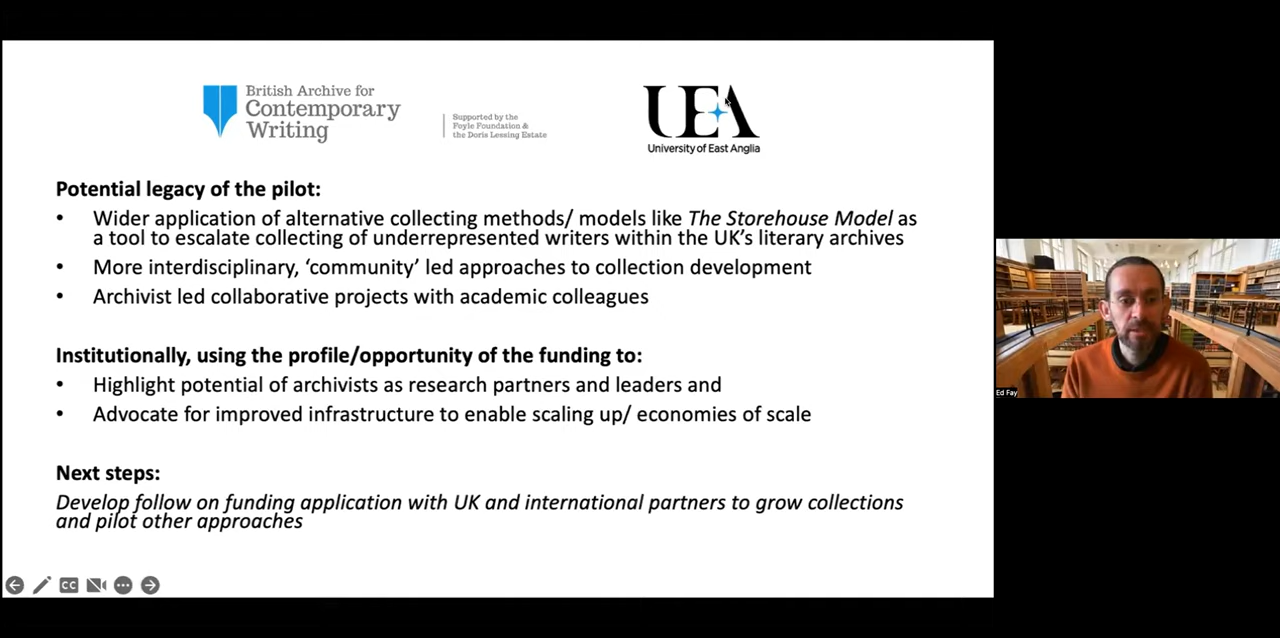 British Archive for
Contemporary
Writing
Supported by the
Foyle Foundation &
the Doris Lessing Estate
UEA
University of East Anglia
Potential legacy of the pilot:
• Wider application of alternative collecting methods/ models like The Storehouse Model as
a tool to escalate collecting of underrepresented writers within the UK's literary archives
• More interdisciplinary, 'community' led approaches to collection development
• Archivist led collaborative projects with academic colleagues
Institutionally, using the profile/opportunity of the funding to:
• Highlight potential of archivists as research partners and leaders and
• Advocate for improved infrastructure to enable scaling up/ economies of scale
Next steps:
Develop follow on funding application with UK and international partners to grow collections
and pilot other approaches
CC
Ed Fay